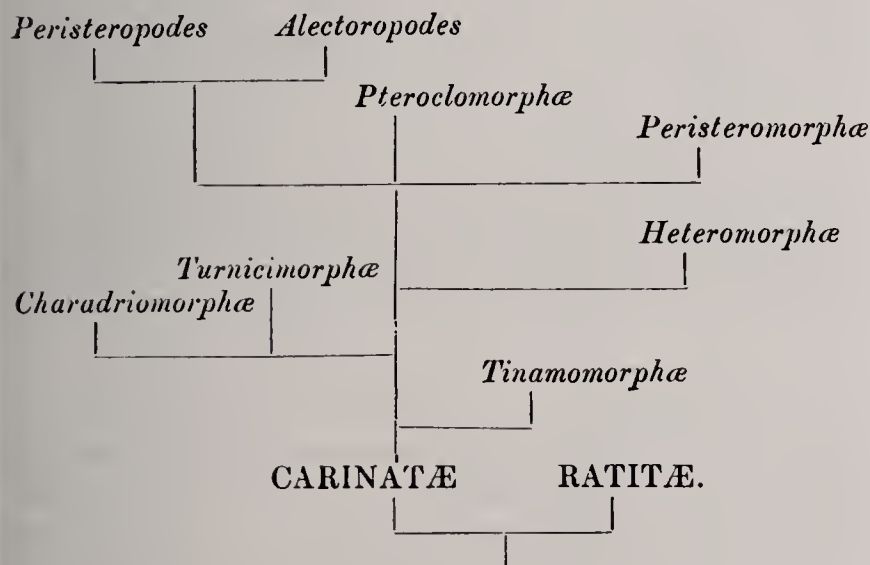 Peristeropodes Alectoropodes
Pteroclomorphæ
Peristeromorphæ
Heteromorphæ
Turnicimorphæ
Charadriomorphæ
Tinamomorphæ
CARINATÆ RATITÆ.